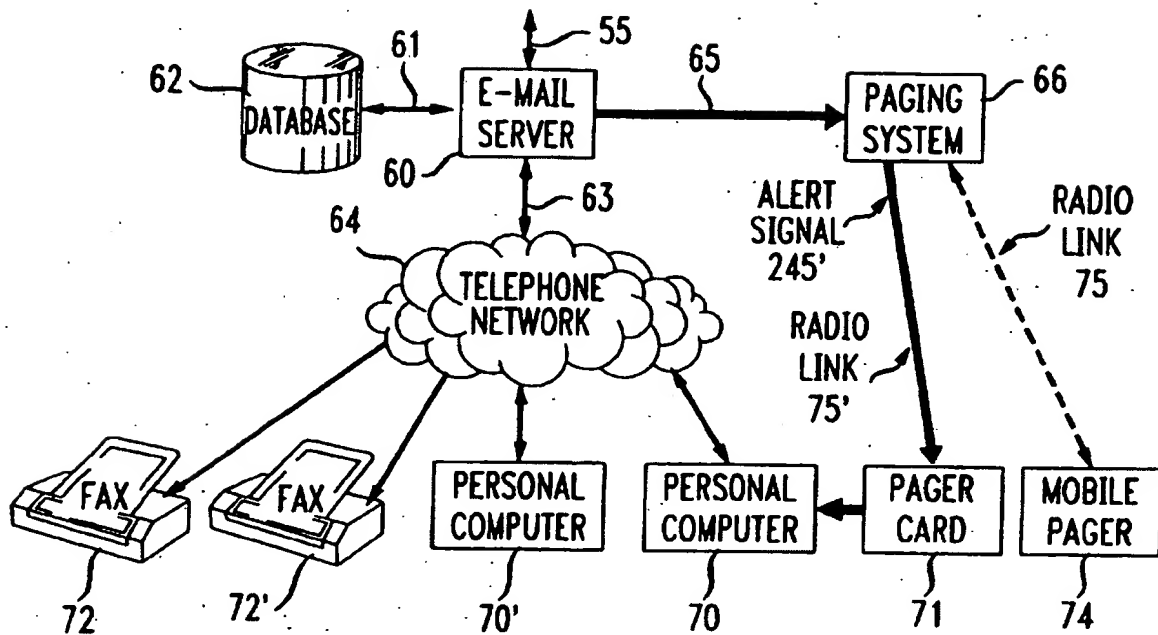 55
61
62
DATABASE
E-MAIL
SERVER
60
65
PAGING
SYSTEM
66
63
64
TELEPHONE
NETWORK
ALERT
SIGNAL
245'
RADIO
LINK
75
RADIO
LINK
75'
FAX
72
FAX
72'
PERSONAL
COMPUTER
70'
PERSONAL
COMPUTER
70
PAGER
CARD
71
MOBILE
PAGER
74